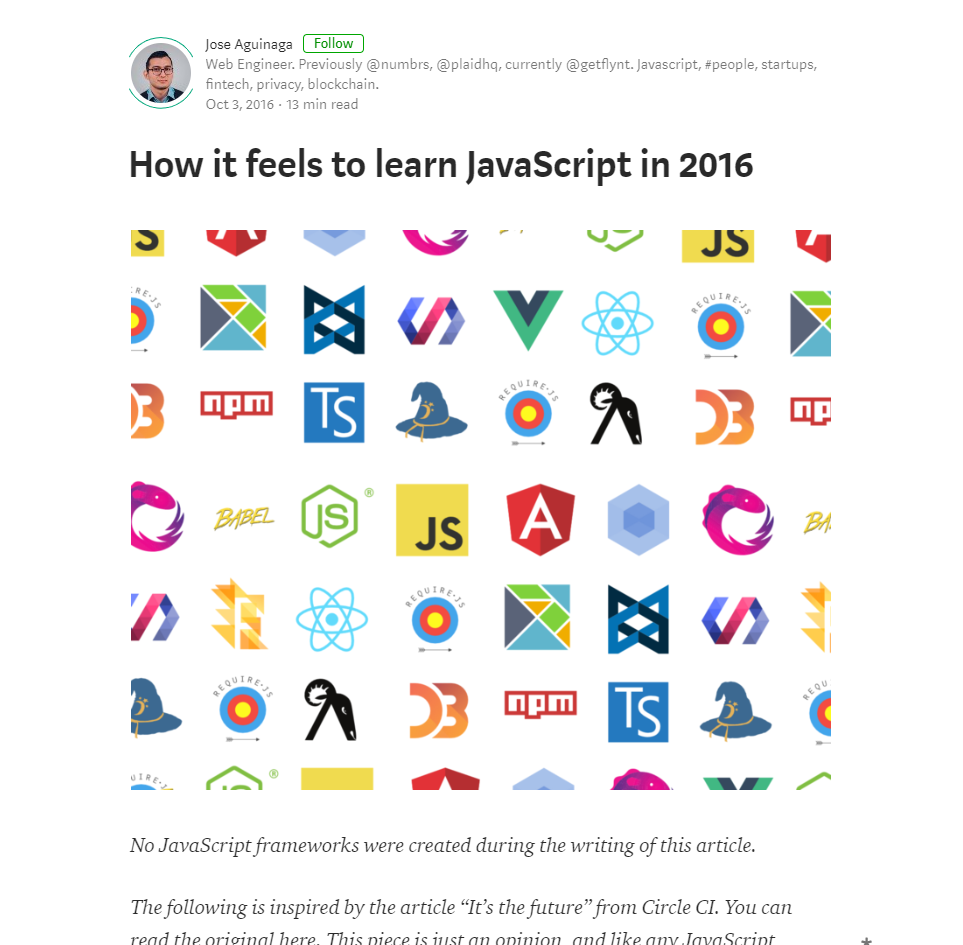 Jose Aguinaga Follow
Web Engineer. Previously @numbrs, @plaidhq, currently @getflynt. Javascript, #people, startups,
fintech, privacy, blockchain.
Oct 3, 2016 · 13 min read
How it feels to learn JavaScript in 2016
S JS
REQUIRE·JS REQUIRE·JS
npm TS REQUIRE·JS D3 np
BABEL JS ® JS A BA
REQUIRE·JS
REQUIRE·JS D3 npm TS REQU
UIRE·J JS ®
No JavaScript frameworks were created during the writing of this article.
The following is inspired by the article “It’s the future” from Circle CI. You can
read the original here. This piece is just an opinion, and like any JavaScript
*